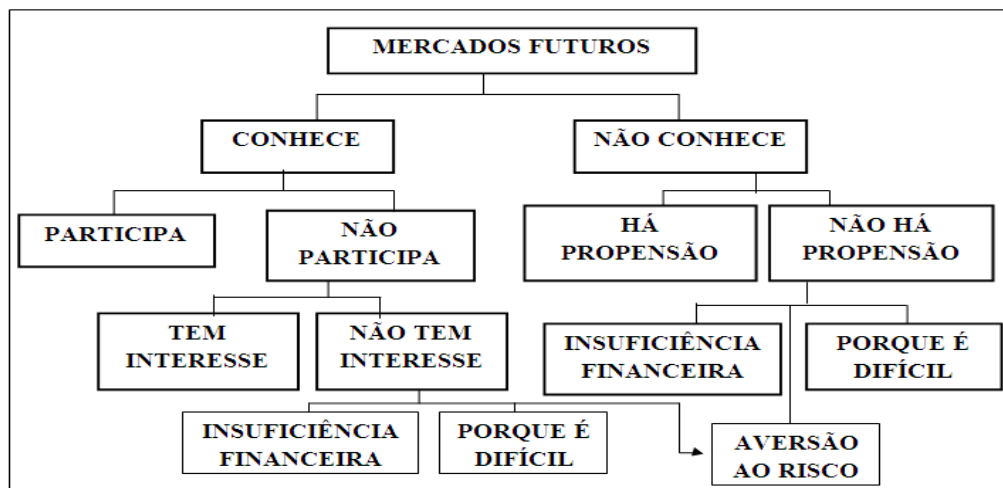 MERCADOS FUTUROS
CONHECE
NÃO CONHECE
PARTICIPA
NÃO
PARTICIPA
HÁ
PROPENSÃO
NÃO HÁ
PROPENSÃO
TEM
INTERESSE
NÃO TEM
INTERESSE
INSUFICIÊNCIA
FINANCEIRA
PORQUE É
DIFÍCIL
INSUFICIÊNCIA
FINANCEIRA
PORQUE É
DIFÍCIL
AVERSÃO
AO RISCO